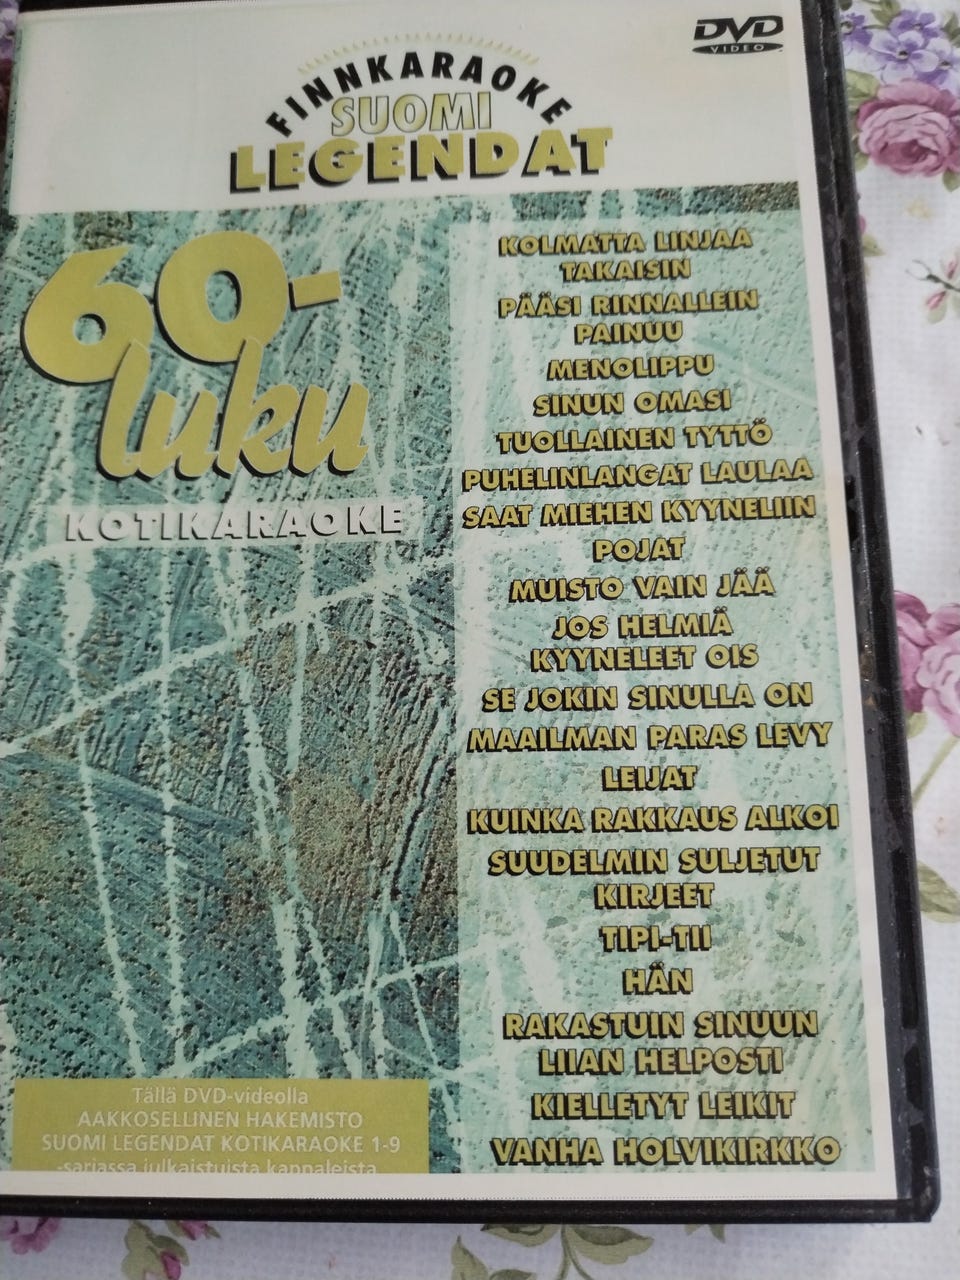 DVD
VIDEO
FINNKARAOKE
SUOMI
LEGENDAT
60-
luku
KOTIKARAOKE
KOLMATTA LINJAA
TAKAISIN
PÄÄSI RINNALLEIN
PAINUU
MENOLIPPU
SINUN OMASI
TUOLLAINEN TYTTÖ
PUHELINLANGAT LAULAA
SAAT MIEHEN KYYNELIIN
POJAT
MUISTO VAIN JÄÄ
JOS HELMIÄ
KYYNELEET OIS
SE JOKIN SINULLA ON
MAAILMAN PARAS LEVY
LEIJAT
KUINKA RAKKAUS ALKOI
SUUDELMIN SULJETUT
KIRJEET
TIPI-TII
HÄN
RAKASTUIN SINUUN
LIIAN HELPOSTI
KIELLETYT LEIKIT
VANHA HOLVIKIRKKO
Tällä DVD-videolla
AAKKOSELLINEN HAKEMISTO
SUOMI LEGENDAT KOTIKARAOKE 1-9
-sarjassa julkaistuista kappaleista